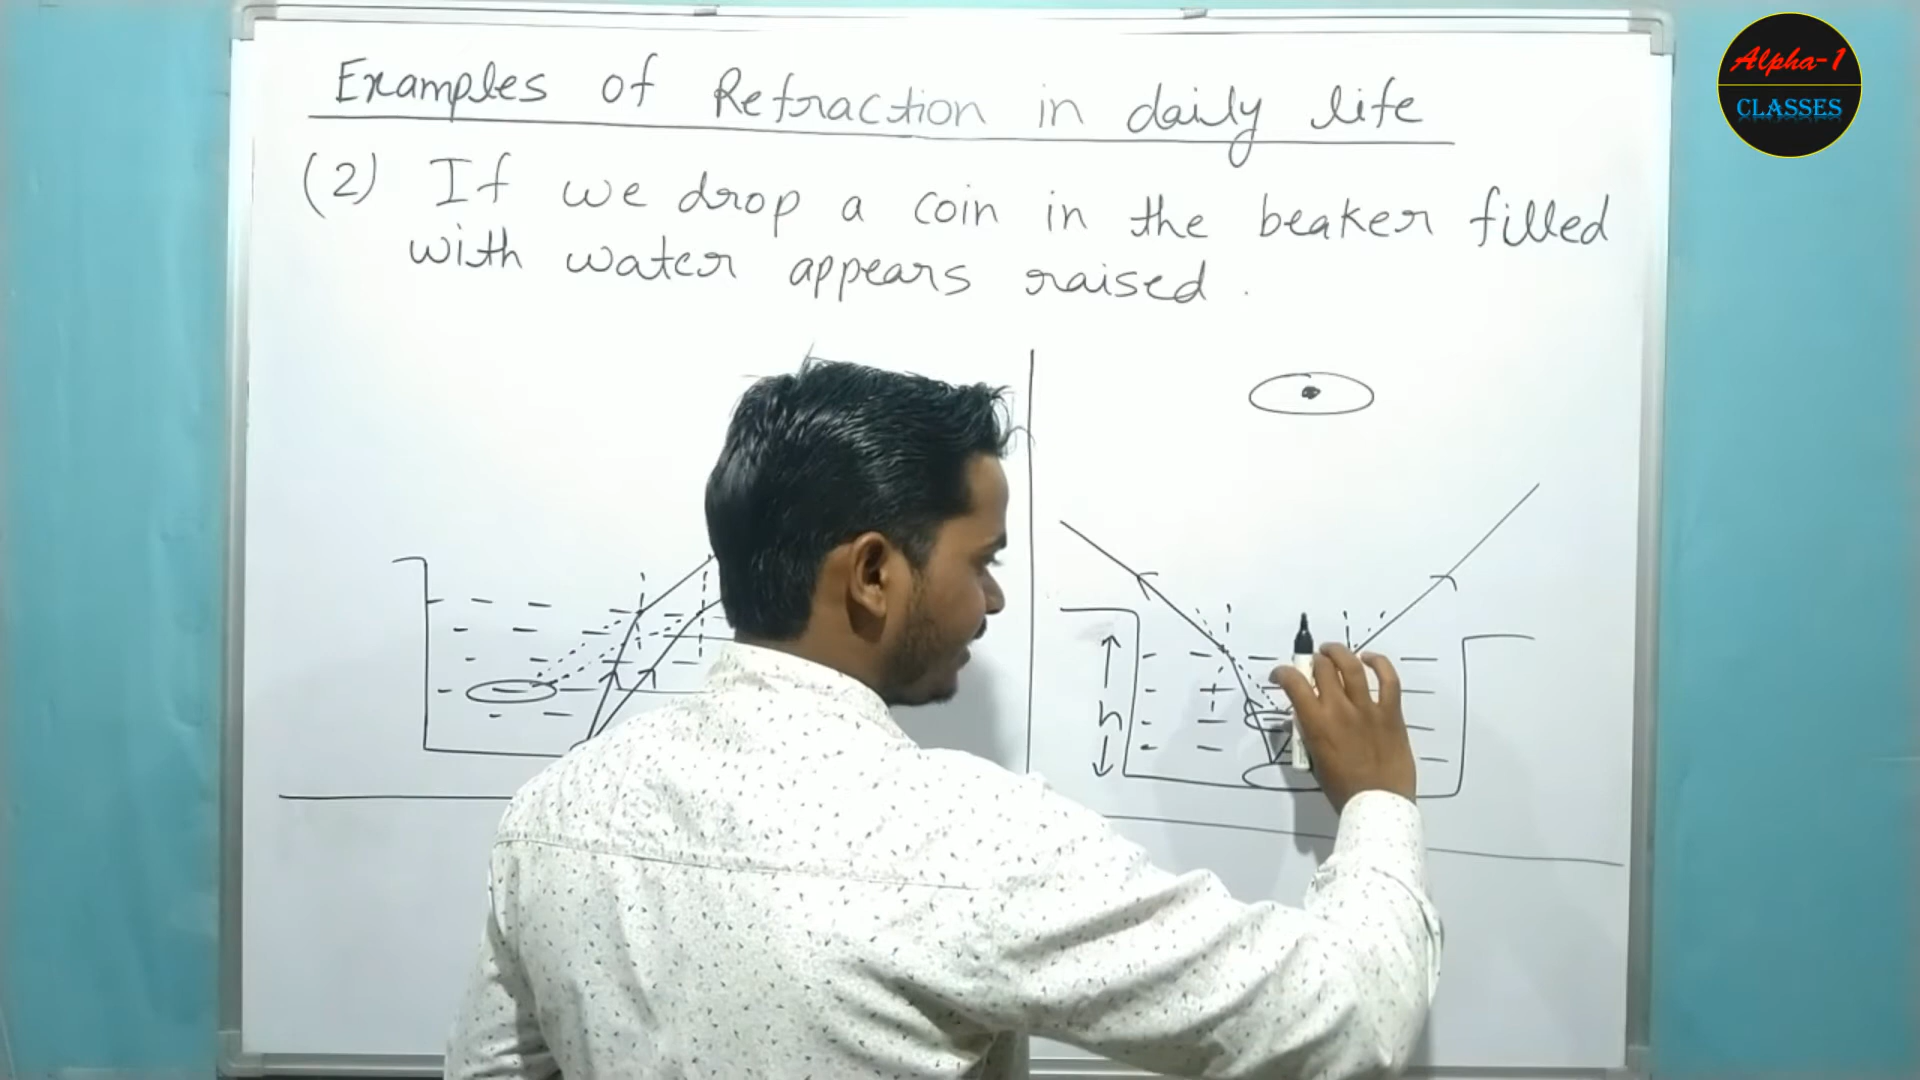 Examples of Refraction in daily life
(2) If we drop a coin in the beaker filled
with water appears raised.
h
Alpha-1
CLASSES